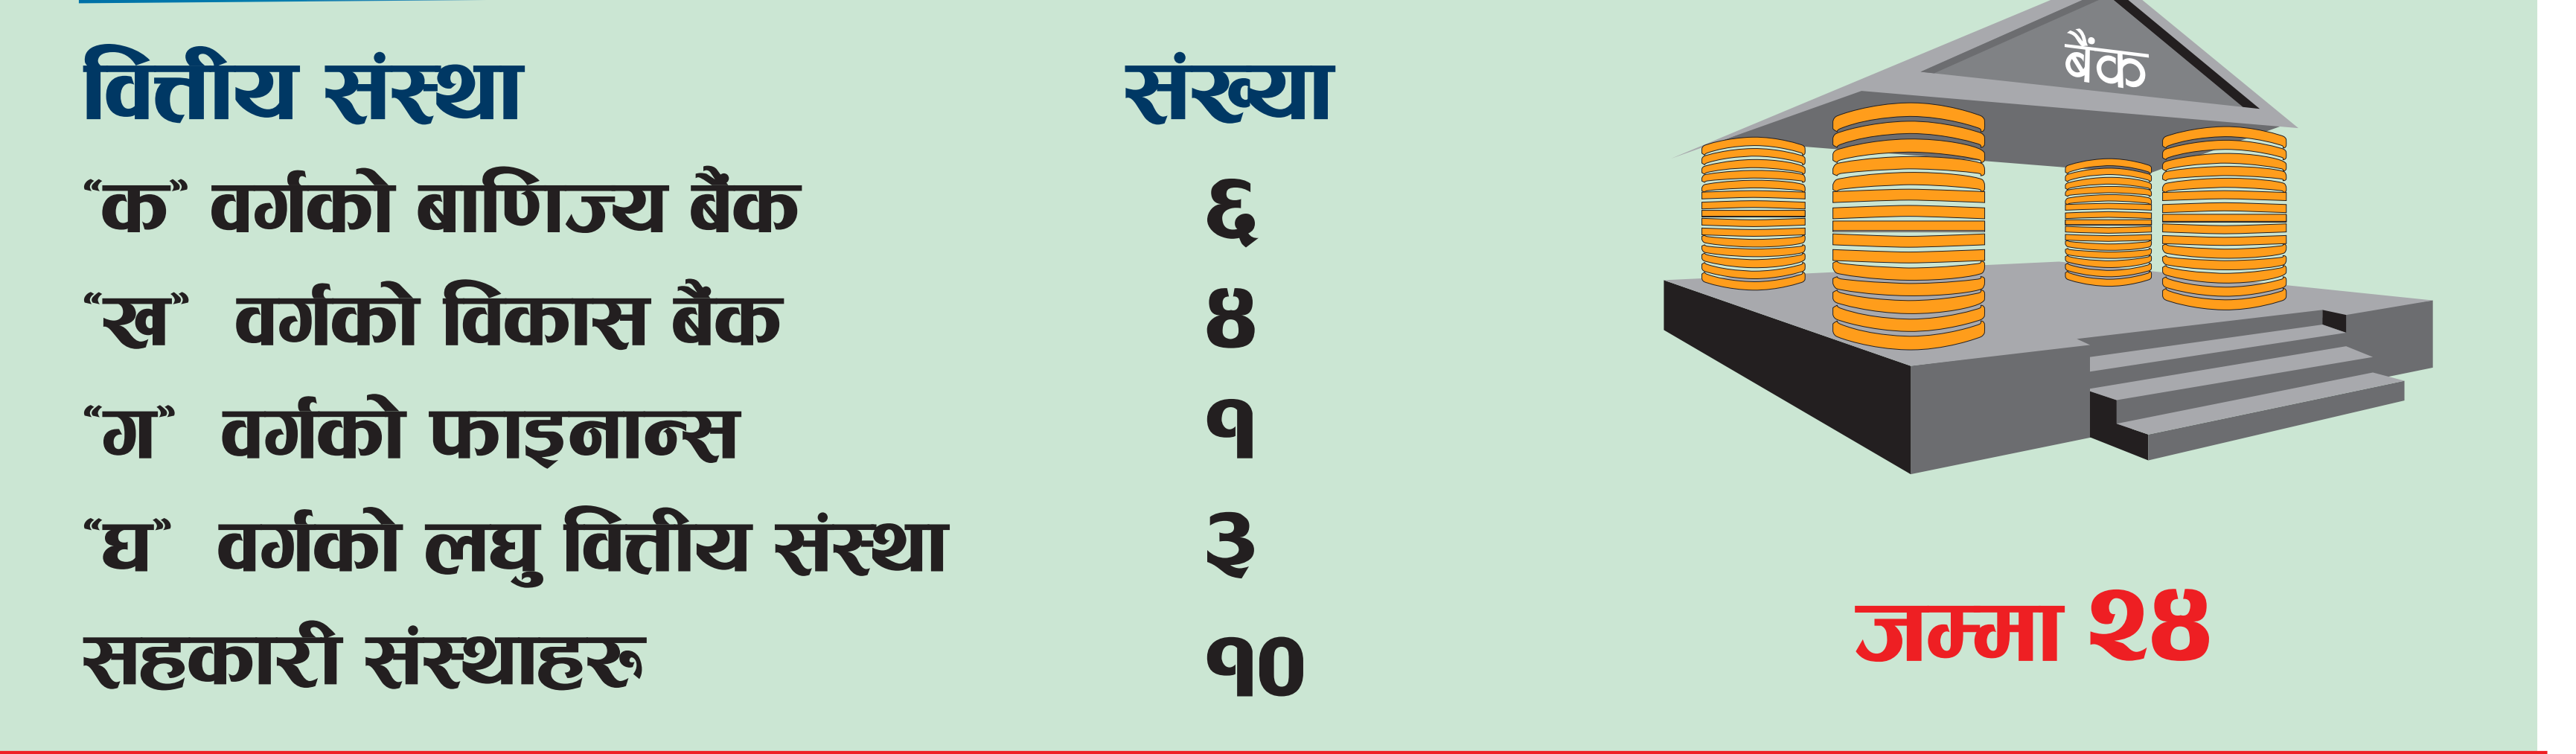 वित्तीय संस्था संख्या
बैंक
"क" वर्गको बाणिज्य बैंक ६
"ख" वर्गको विकास बैंक ४
"ग" वर्गको फाइनान्स १
"घ" वर्गको लघु वित्तीय संस्था ३
सहकारी संस्थाहरु १०
जम्मा २४